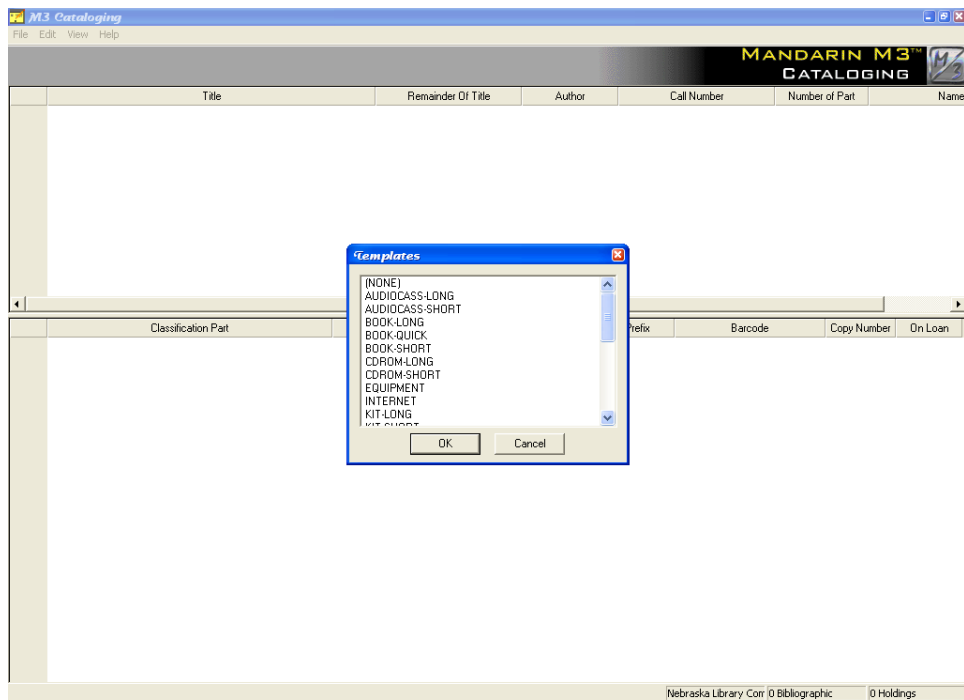 M3 Cataloging
File Edit View Help
MANDARIN M3™
CATALOGING
M3
Title Remainder Of Title Author Call Number Number of Part Name
Templates
(NONE)
AUDIOCASS-LONG
AUDIOCASS-SHORT
BOOK-LONG
BOOK-QUICK
BOOK-SHORT
CDROM-LONG
CDROM-SHORT
EQUIPMENT
INTERNET
KIT-LONG
KIT-SHORT
OK Cancel
Classification Part Prefix Barcode Copy Number On Loan
Nebraska Library Com 0 Bibliographic 0 Holdings